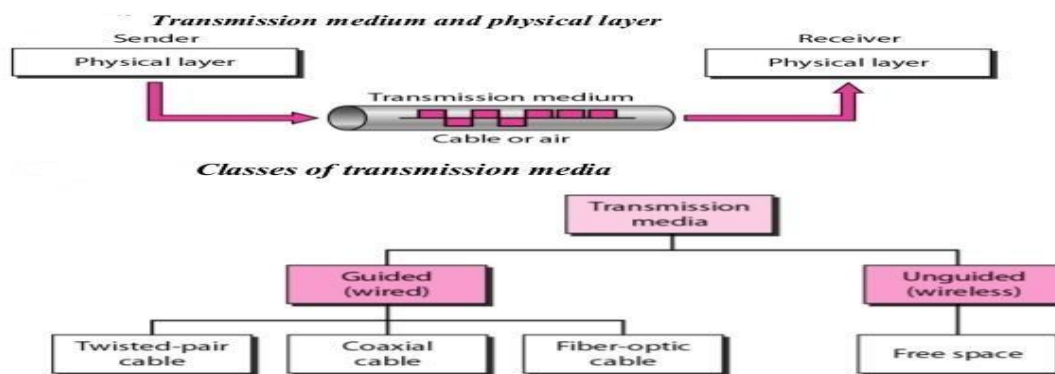 Transmission medium and physical layer
Sender
Receiver
Physical layer
Physical layer
Transmission medium
Cable or air
Classes of transmission media
Transmission
media
Guided
(wired)
Unguided
(wireless)
Twisted-pair
cable
Coaxial
cable
Fiber-optic
cable
Free space